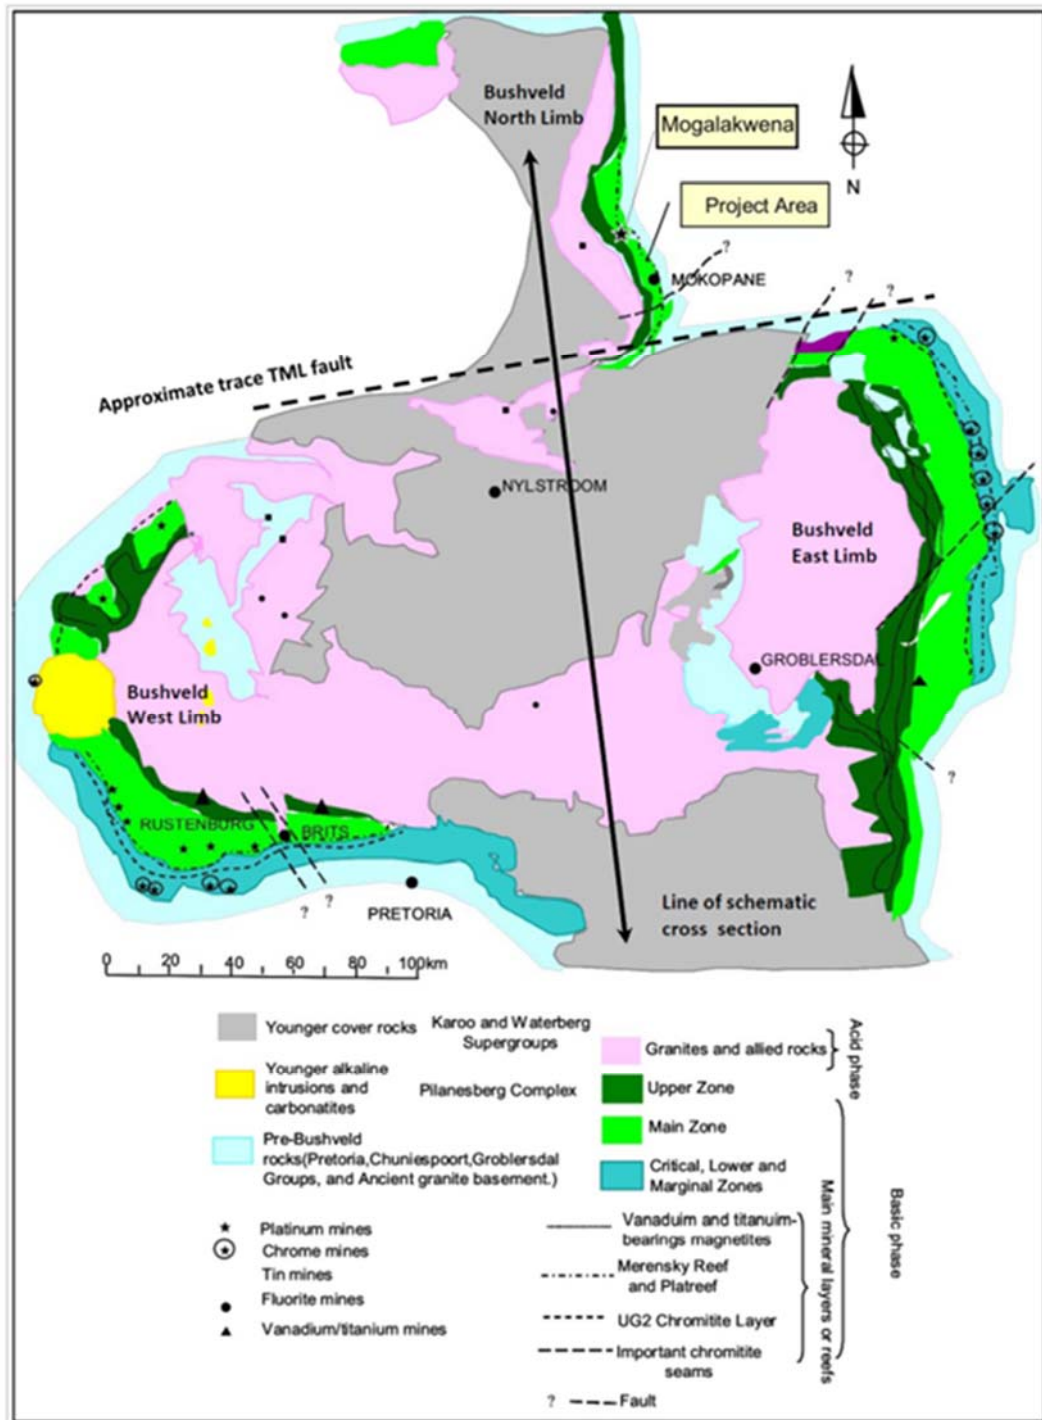 Bushveld
North Limb
Mogalakwena
Project Area
N
?
MOKOPANE
?
?
Approximate trace TML fault
NYLSTROOM
Bushveld
East Limb
GROBLERSDAL
Bushveld
West Limb
?
RUSTENBURG
BRITS
?
?
PRETORIA
Line of schematic
cross section
0 20 40 60 80 100km
Younger cover rocks
Karoo and Waterberg
Supergroups
Younger alkaline
intrusions and
carbonatites
Pilanesberg Complex
Pre-Bushveld
rocks(Pretoria,Chuniespoort,Groblersdal
Groups, and Ancient granite basement.)
Granites and allied rocks
Acid phase
Upper Zone
Main Zone
Critical, Lower and
Marginal Zones
Basic phase
Platinum mines
Chrome mines
Tin mines
Fluorite mines
Vanadium/titanium mines
Vanaduim and titanuim-
bearings magnetites
Merensky Reef
and Platreef
UG2 Chromitite Layer
Important chromitite
seams
Main mineral layers or reefs
? Fault